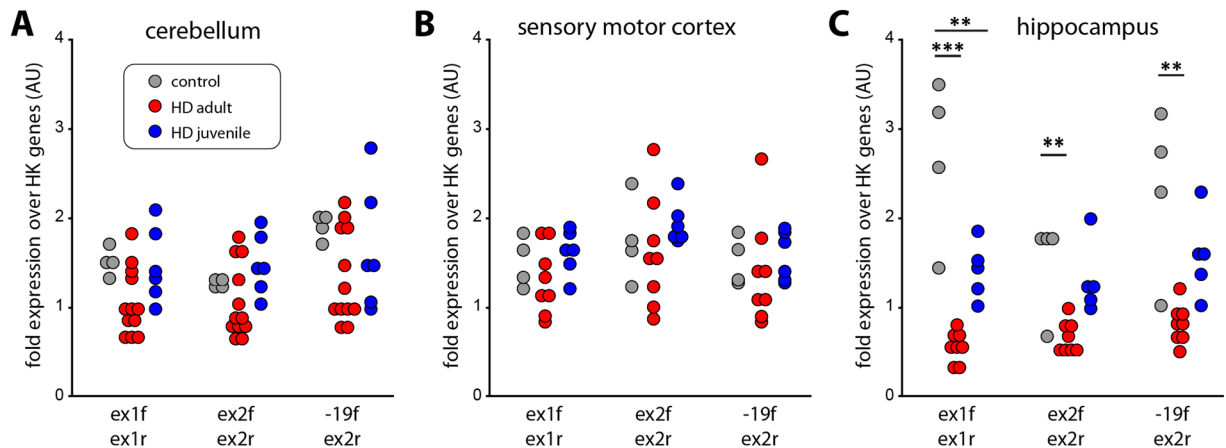 A
cerebellum
fold expression over HK genes (AU)
4
3
2
1
0
control
HD adult
HD juvenile
ex1f
ex1r
ex2f
ex2r
-19f
ex2r
B
sensory motor cortex
fold expression over HK genes (AU)
4
3
2
1
0
ex1f
ex1r
ex2f
ex2r
-19f
ex2r
C
hippocampus
fold expression over HK genes (AU)
4
3
2
1
0
**
***
**
**
ex1f
ex1r
ex2f
ex2r
-19f
ex2r